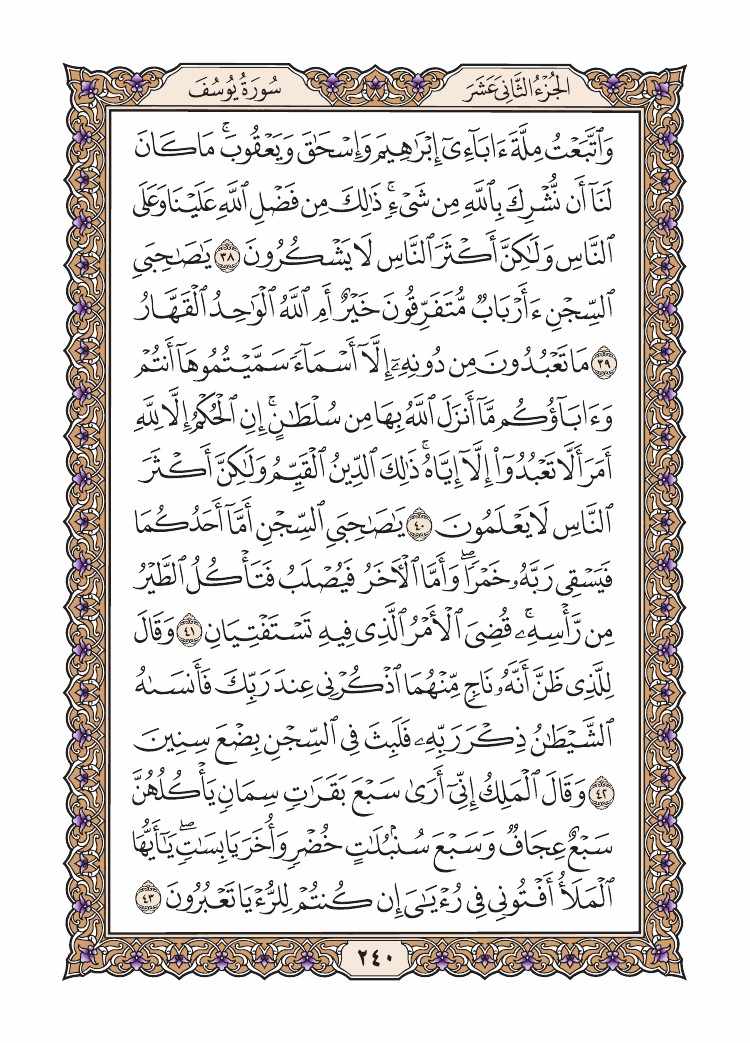 الجُزْءُ الثَّانِي عَشَرَ
سُورَةُ يُوسُفَ
وَٱتَّبَعْتُ مِلَّةَ ءَابَآءِىٓ إِبْرَٰهِيمَ وَإِسْحَٰقَ وَيَعْقُوبَ ۚ مَا كَانَ
لَنَآ أَن نُّشْرِكَ بِٱللَّهِ مِن شَىْءٍ ۚ ذَٰلِكَ مِن فَضْلِ ٱللَّهِ عَلَيْنَا وَعَلَى
ٱلنَّاسِ وَلَٰكِنَّ أَكْثَرَ ٱلنَّاسِ لَا يَشْكُرُونَ ٣٨ يَٰصَٰحِبَىِ
ٱلسِّجْنِ ءَأَرْبَابٌ مُّتَفَرِّقُونَ خَيْرٌ أَمِ ٱللَّهُ ٱلْوَٰحِدُ ٱلْقَهَّارُ
٣٩ مَا تَعْبُدُونَ مِن دُونِهِۦٓ إِلَّآ أَسْمَآءً سَمَّيْتُمُوهَآ أَنتُمْ
وَءَابَآؤُكُم مَّآ أَنزَلَ ٱللَّهُ بِهَا مِن سُلْطَٰنٍ ۚ إِنِ ٱلْحُكْمُ إِلَّا لِلَّهِ
أَمَرَ أَلَّا تَعْبُدُوٓا۟ إِلَّآ إِيَّاهُ ۚ ذَٰلِكَ ٱلدِّينُ ٱلْقَيِّمُ وَلَٰكِنَّ أَكْثَرَ
ٱلنَّاسِ لَا يَعْلَمُونَ ٤٠ يَٰصَٰحِبَىِ ٱلسِّجْنِ أَمَّآ أَحَدُكُمَا
فَيَسْقِى رَبَّهُۥ خَمْرًا ۖ وَأَمَّا ٱلْءَاخَرُ فَيُصْلَبُ فَتَأْكُلُ ٱلطَّيْرُ
مِن رَّأْسِهِۦ ۚ قُضِىَ ٱلْأَمْرُ ٱلَّذِى فِيهِ تَسْتَفْتِيَانِ ٤١ وَقَالَ
لِلَّذِى ظَنَّ أَنَّهُۥ نَاجٍ مِّنْهُمَا ٱذْكُرْنِى عِندَ رَبِّكَ فَأَنسَىٰهُ
ٱلشَّيْطَٰنُ ذِكْرَ رَبِّهِۦ فَلَبِثَ فِى ٱلسِّجْنِ بِضْعَ سِنِينَ
٤٢ وَقَالَ ٱلْمَلِكُ إِنِّىٓ أَرَىٰ سَبْعَ بَقَرَٰتٍ سِمَانٍ يَأْكُلُهُنَّ
سَبْعٌ عِجَافٌ وَسَبْعَ سُنۢبُلَٰتٍ خُضْرٍ وَأُخَرَ يَابِسَٰتٍ ۖ يَٰٓأَيُّهَا
ٱلْمَلَأُ أَفْتُونِى فِى رُءْيَٰىَ إِن كُنتُمْ لِلرُّءْيَا تَعْبُرُونَ ٤٣
٢٤٠